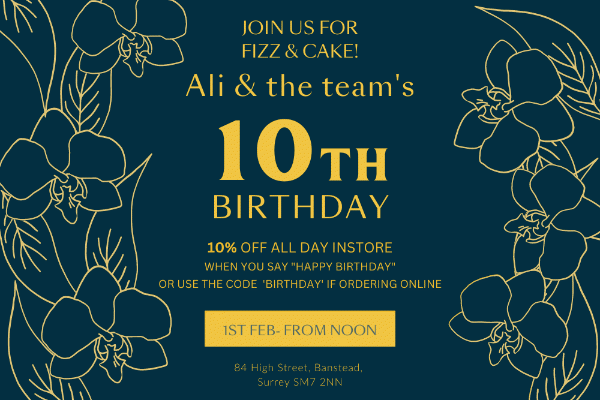 JOIN US FOR
FIZZ & CAKE!
Ali & the team's
10TH
BIRTHDAY
10% OFF ALL DAY INSTORE
WHEN YOU SAY "HAPPY BIRTHDAY"
OR USE THE CODE 'BIRTHDAY' IF ORDERING ONLINE
1ST FEB- FROM NOON
84 High Street, Banstead,
Surrey SM7 2NN